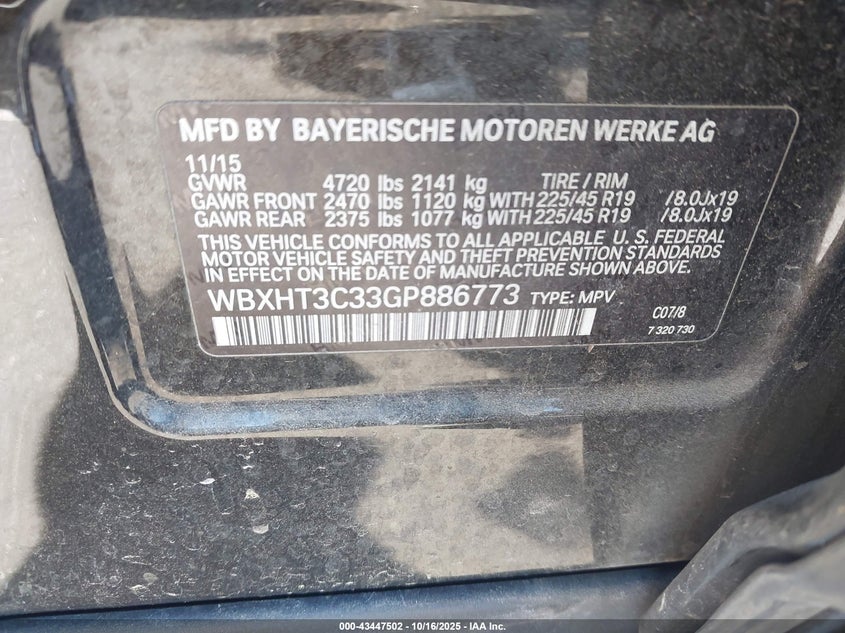 MFD BY BAYERISCHE MOTOREN WERKE AG
11/15
GVWR 4720 lbs 2141 kg TIRE / RIM
GAWR FRONT 2470 lbs 1120 kg WITH 225/45 R19 /8.0Jx19
GAWR REAR 2375 lbs 1077 kg WITH 225/45 R19 /8.0Jx19
THIS VEHICLE CONFORMS TO ALL APPLICABLE U. S. FEDERAL
MOTOR VEHICLE SAFETY AND THEFT PREVENTION STANDARDS
IN EFFECT ON THE DATE OF MANUFACTURE SHOWN ABOVE.
WBXHT3C33GP886773 TYPE: MPV
C07/8
7 320 730
000-43447502 - 10/16/2025 - IAA Inc.